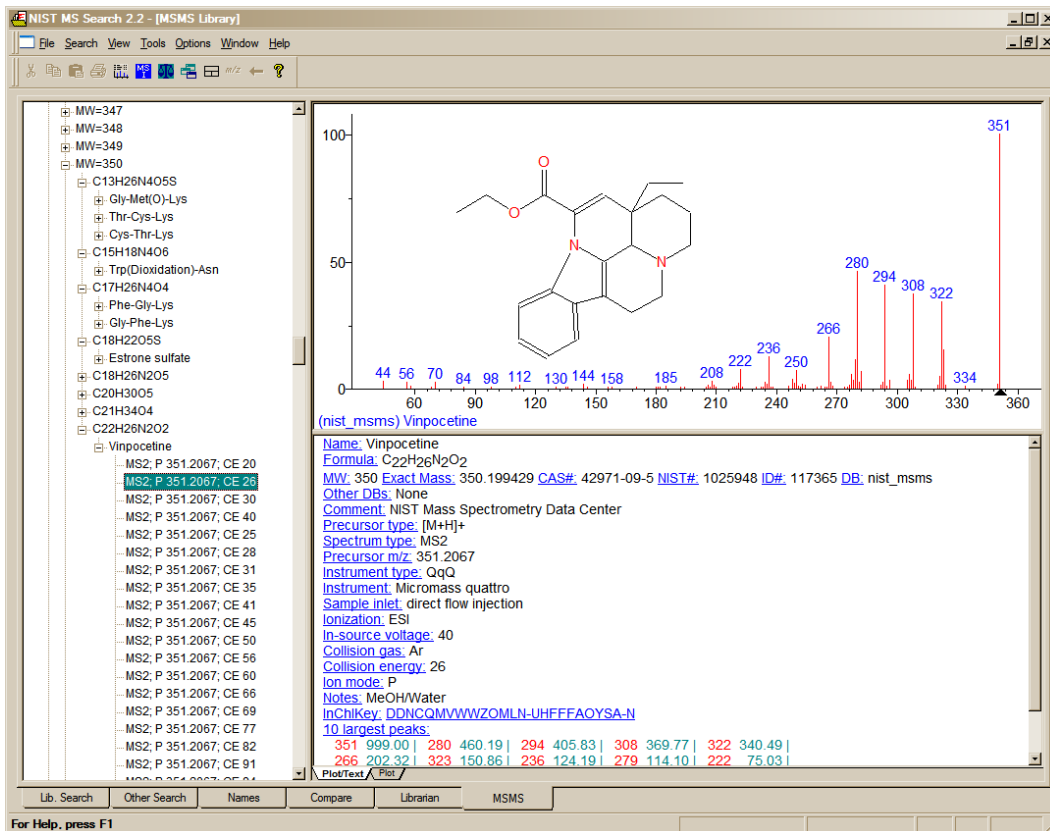 NIST MS Search 2.2 - [MSMS Library]
File Search View Tools Options Window Help
MW=347
MW=348
MW=349
MW=350
C13H26N4O5S
Gly-Met(O)-Lys
Thr-Cys-Lys
Cys-Thr-Lys
C15H18N4O6
Trp(Dioxidation)-Asn
C17H26N4O4
Phe-Gly-Lys
Gly-Phe-Lys
C18H22O5S
Estrone sulfate
C18H26N2O5
C20H30O5
C21H34O4
C22H26N2O2
Vinpocetine
MS2; P 351.2067; CE 20
MS2; P 351.2067; CE 26
MS2; P 351.2067; CE 30
MS2; P 351.2067; CE 40
MS2; P 351.2067; CE 25
MS2; P 351.2067; CE 28
MS2; P 351.2067; CE 31
MS2; P 351.2067; CE 35
MS2; P 351.2067; CE 41
MS2; P 351.2067; CE 45
MS2; P 351.2067; CE 50
MS2; P 351.2067; CE 56
MS2; P 351.2067; CE 60
MS2; P 351.2067; CE 66
MS2; P 351.2067; CE 69
MS2; P 351.2067; CE 77
MS2; P 351.2067; CE 82
MS2; P 351.2067; CE 91
100
50
0
O
O
N
N
351
280
294
308
322
266
236
250
222
44 56 70 84 98 112 130 144 158 185 208 334
60 90 120 150 180 210 240 270 300 330 360
(nist_msms) Vinpocetine
Name: Vinpocetine
Formula: C22H26N2O2
MW: 350 Exact Mass: 350.199429 CAS#: 42971-09-5 NIST#: 1025948 ID#: 117365 DB: nist_msms
Other DBs: None
Comment: NIST Mass Spectrometry Data Center
Precursor type: [M+H]+
Spectrum type: MS2
Precursor m/z: 351.2067
Instrument type: QqQ
Instrument: Micromass quattro
Sample inlet: direct flow injection
Ionization: ESI
In-source voltage: 40
Collision gas: Ar
Collision energy: 26
Ion mode: P
Notes: MeOH/Water
InChIKey: DDNCQMVWWZOMLN-UHFFFAOYSA-N
10 largest peaks:
351 999.00 | 280 460.19 | 294 405.83 | 308 369.77 | 322 340.49 |
266 202.32 | 323 150.86 | 236 124.19 | 279 114.10 | 222 75.03 |
Plot/Text Plot
Lib. Search Other Search Names Compare Librarian MSMS
For Help, press F1